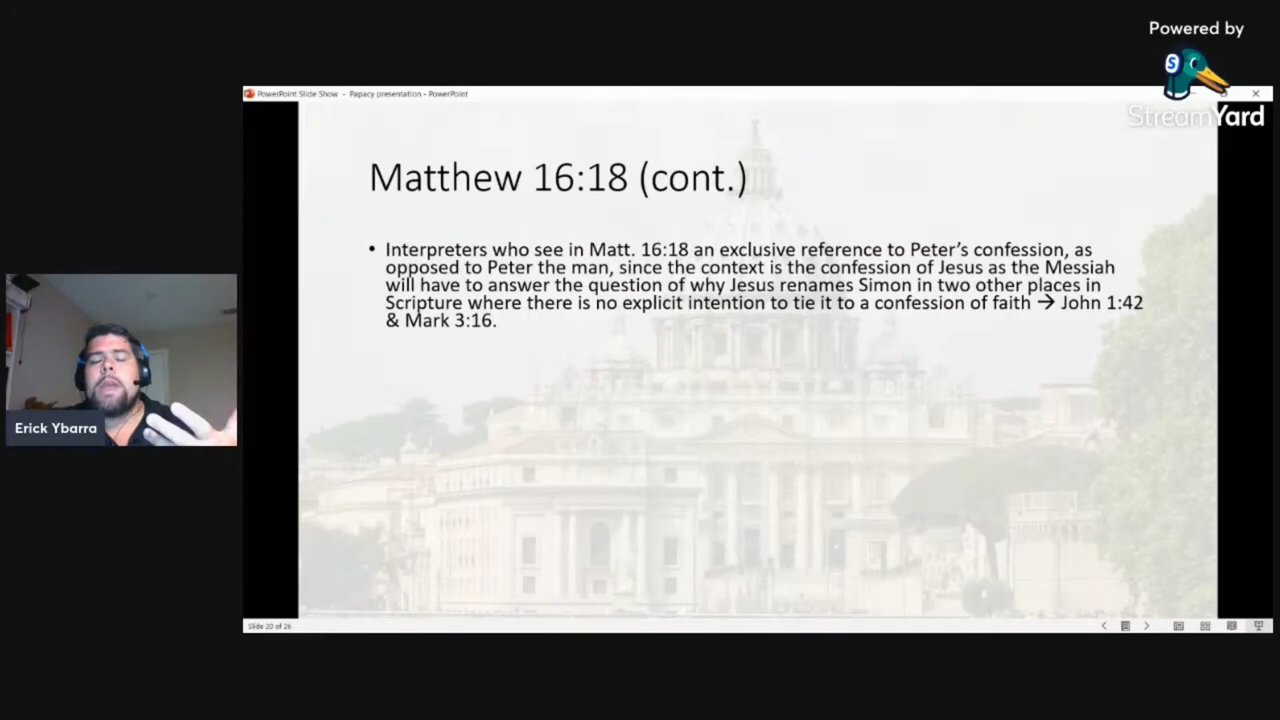 Powered by
S
StreamYard
PowerPoint Slide Show - Papacy presentation - PowerPoint
Matthew 16:18 (cont.)
• Interpreters who see in Matt. 16:18 an exclusive reference to Peter’s confession, as
opposed to Peter the man, since the context is the confession of Jesus as the Messiah
will have to answer the question of why Jesus renames Simon in two other places in
Scripture where there is no explicit intention to tie it to a confession of faith → John 1:42
& Mark 3:16.
Erick Ybarra
Slide 20 of 26